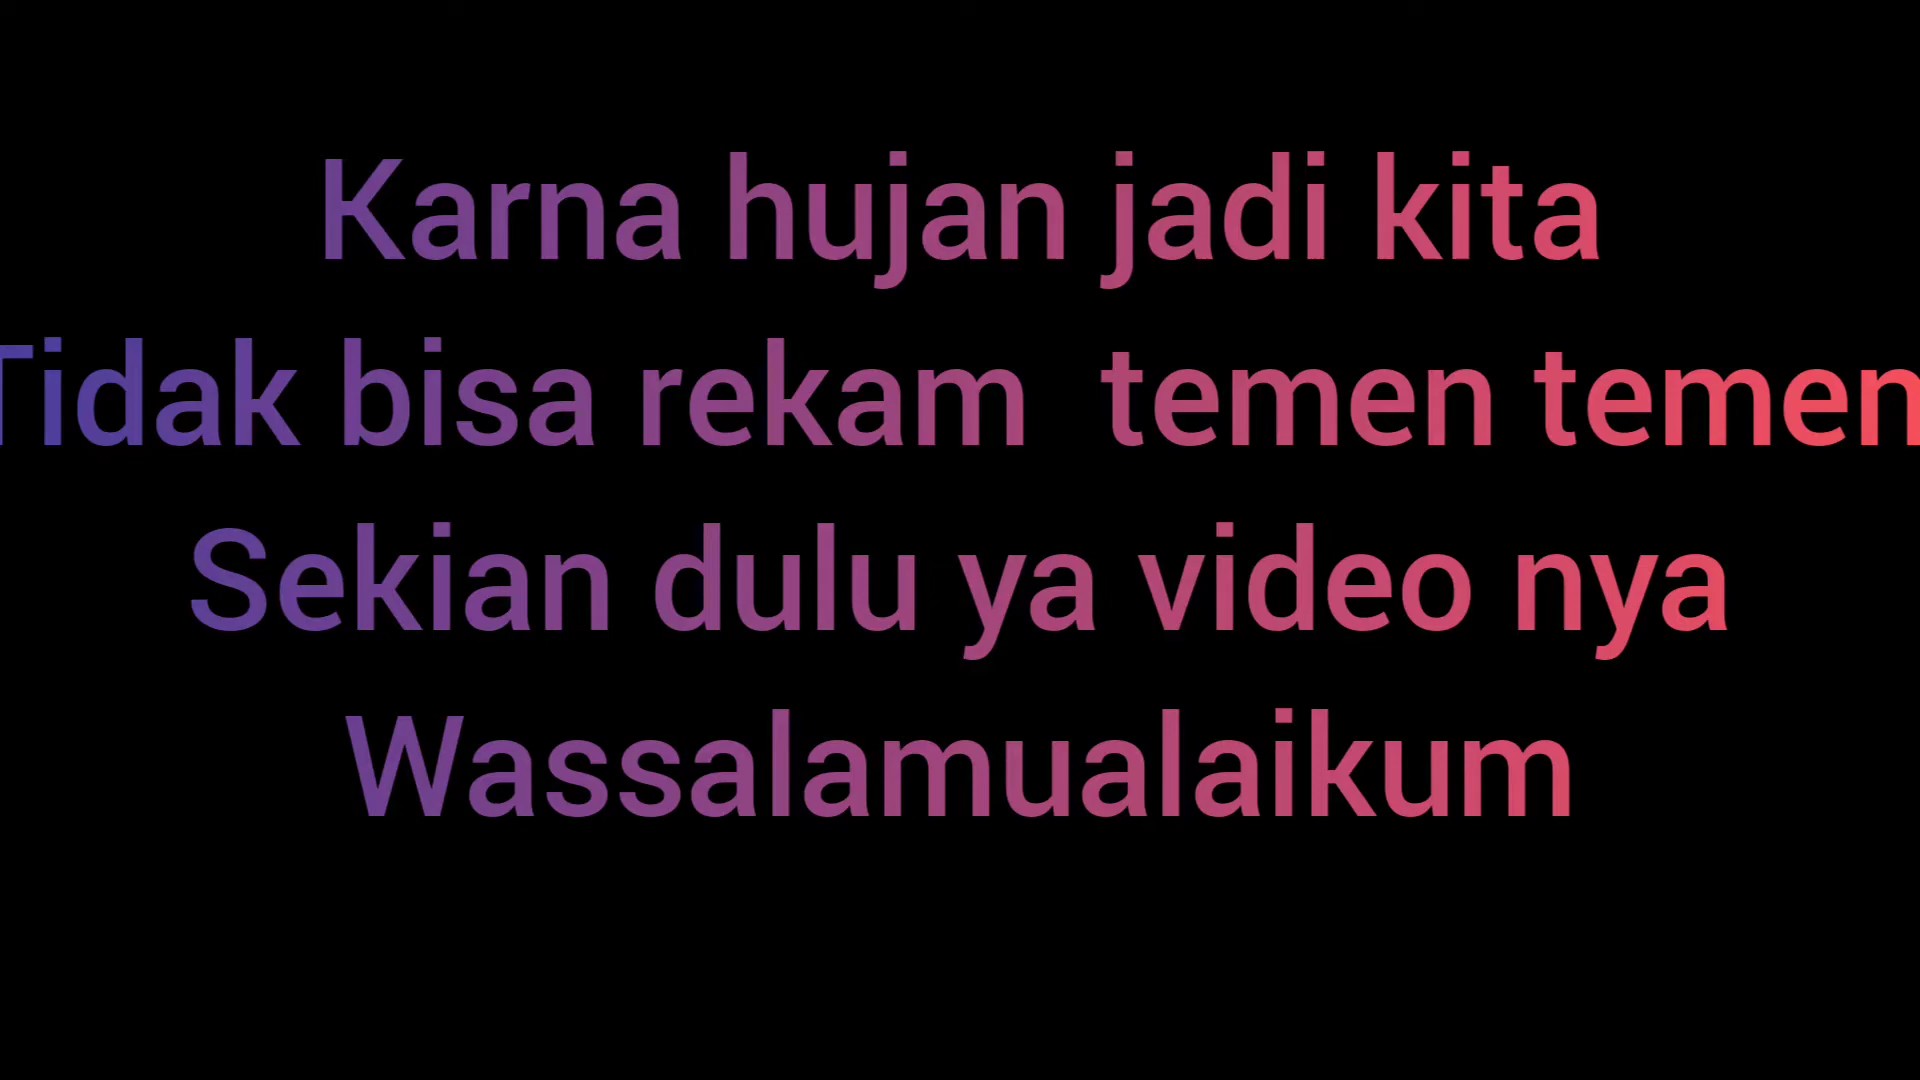 Karna hujan jadi kita
Tidak bisa rekam  temen temen
Sekian dulu ya video nya
Wassalamualaikum